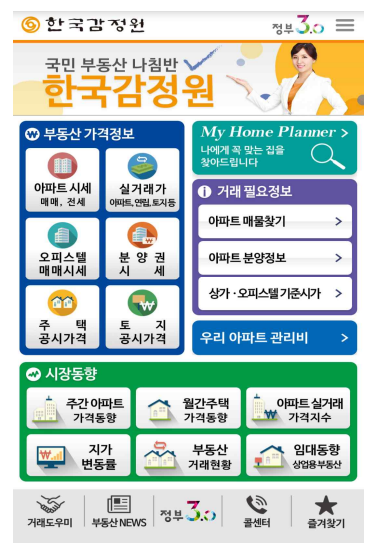 한국감정원
정부3.0
국민 부동산 나침반
한국감정원
부동산 가격정보
아파트 시세
매매, 전세
실거래가
아파트,연립,토지등
오피스텔
매매시세
분 양 권
시 세
주 택
공시가격
토 지
공시가격
My Home Planner >
나에게 꼭 맞는 집을
찾아드립니다
거래 필요정보
아파트 매물찾기 >
아파트 분양정보 >
상가·오피스텔 기준시가 >
우리 아파트 관리비 >
시장동향
주간 아파트
가격동향
월간주택
가격동향
아파트 실거래
가격지수
지가
변동률
부동산
거래현황
임대동향
상업용부동산
거래도우미
부동산 NEWS
정부3.0
콜센터
즐겨찾기